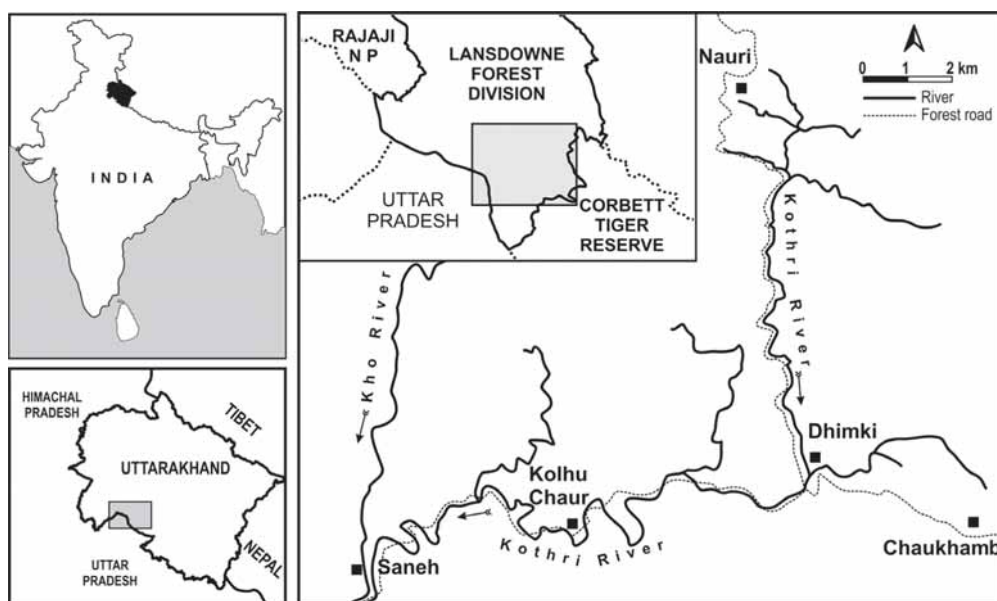 INDIA
HIMACHAL
PRADESH
TIBET
UTTARAKHAND
UTTAR
PRADESH
NEPAL
RAJAJI
N P
LANSDOWNE
FOREST
DIVISION
UTTAR
PRADESH
CORBETT
TIGER
RESERVE
Nauri
0 1 2 km
River
Forest road
Kothri River
Kho River
Dhimki
Kolhu
Chaur
Kothri River
Saneh
Chaukhamb